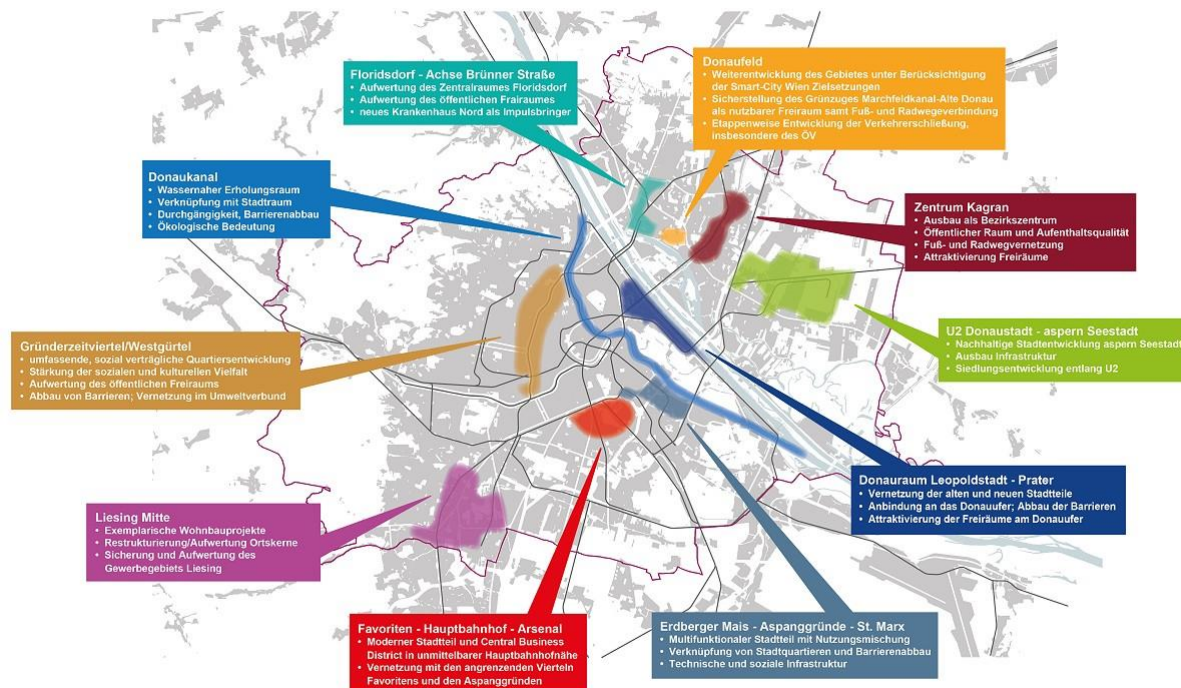 Floridsdorf - Achse Brünner Straße
• Aufwertung des Zentralraumes Floridsdorf
• Aufwertung des öffentlichen Frairaumes
• neues Krankenhaus Nord als Impulsbringer
Donaufeld
• Weiterentwicklung des Gebietes unter Berücksichtigung
der Smart-City Wien Zielsetzungen
• Sicherstellung des Grünzuges Marchfeldkanal-Alte Donau
als nutzbarer Freiraum samt Fuß- und Radwegeverbindung
• Etappenweise Entwicklung der Verkehrerschließung,
insbesondere des ÖV
Donaukanal
• Wassernaher Erholungsraum
• Verknüpfung mit Stadtraum
• Durchgängigkeit, Barrierenabbau
• Ökologische Bedeutung
Zentrum Kagran
• Ausbau als Bezirkszentrum
• Öffentlicher Raum und Aufenthaltsqualität
• Fuß- und Radwegvernetzung
• Attraktivierung Freiräume
Gründerzeitviertel/Westgürtel
• umfassende, sozial verträgliche Quartiersentwicklung
• Stärkung der sozialen und kulturellen Vielfalt
• Aufwertung des öffentlichen Freiraums
• Abbau von Barrieren; Vernetzung im Umweltverbund
U2 Donaustadt - aspern Seestadt
• Nachhaltige Stadtentwicklung aspern Seestadt
• Ausbau Infrastruktur
• Siedlungsentwicklung entlang U2
Donauraum Leopoldstadt - Prater
• Vernetzung der alten und neuen Stadtteile
• Anbindung an das Donauufer; Abbau der Barrieren
• Attraktivierung der Freiräume am Donauufer
Liesing Mitte
• Exemplarische Wohnbauprojekte
• Restrukturierung/Aufwertung Ortskerne
• Sicherung und Aufwertung des
Gewerbegebiets Liesing
Favoriten - Hauptbahnhof - Arsenal
• Moderner Stadtteil und Central Business
District in unmittelbarer Hauptbahnhofnähe
• Vernetzung mit den angrenzenden Vierteln
Favoritens und den Aspanggründen
Erdberger Mais - Aspanggründe - St. Marx
• Multifunktionaler Stadtteil mit Nutzungsmischung
• Verknüpfung von Stadtquartieren und Barrierenabbau
• Technische und soziale Infrastruktur